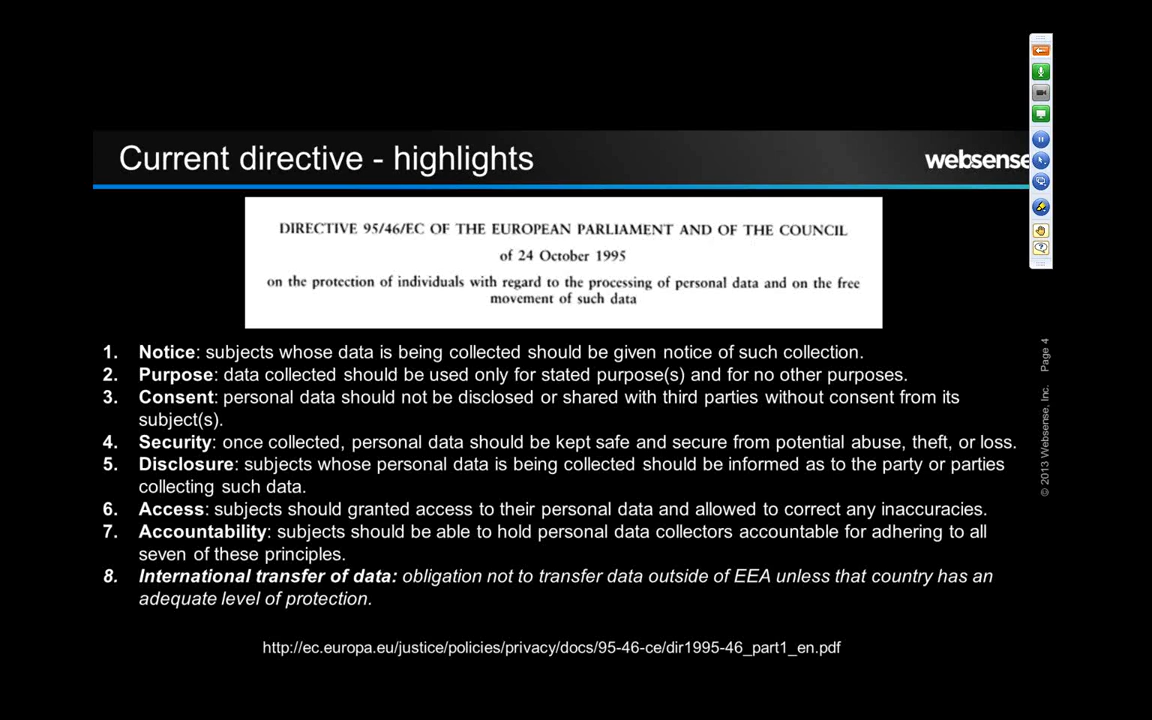 Current directive - highlights
websense
DIRECTIVE 95/46/EC OF THE EUROPEAN PARLIAMENT AND OF THE COUNCIL
of 24 October 1995
on the protection of individuals with regard to the processing of personal data and on the free
movement of such data
1. Notice: subjects whose data is being collected should be given notice of such collection.
2. Purpose: data collected should be used only for stated purpose(s) and for no other purposes.
3. Consent: personal data should not be disclosed or shared with third parties without consent from its
subject(s).
4. Security: once collected, personal data should be kept safe and secure from potential abuse, theft, or loss.
5. Disclosure: subjects whose personal data is being collected should be informed as to the party or parties
collecting such data.
6. Access: subjects should granted access to their personal data and allowed to correct any inaccuracies.
7. Accountability: subjects should be able to hold personal data collectors accountable for adhering to all
seven of these principles.
8. International transfer of data: obligation not to transfer data outside of EEA unless that country has an
adequate level of protection.
http://ec.europa.eu/justice/policies/privacy/docs/95-46-ce/dir1995-46_part1_en.pdf
© 2013 Websense, Inc. Page 4